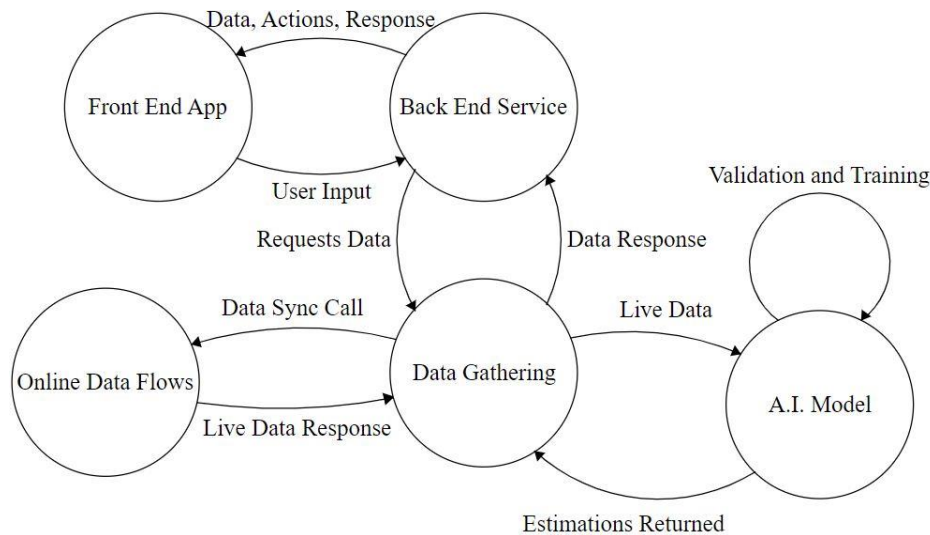 Data, Actions, Response
Front End App
Back End Service
User Input
Validation and Training
Requests Data
Data Response
Data Sync Call
Live Data
Online Data Flows
Data Gathering
A.I. Model
Live Data Response
Estimations Returned